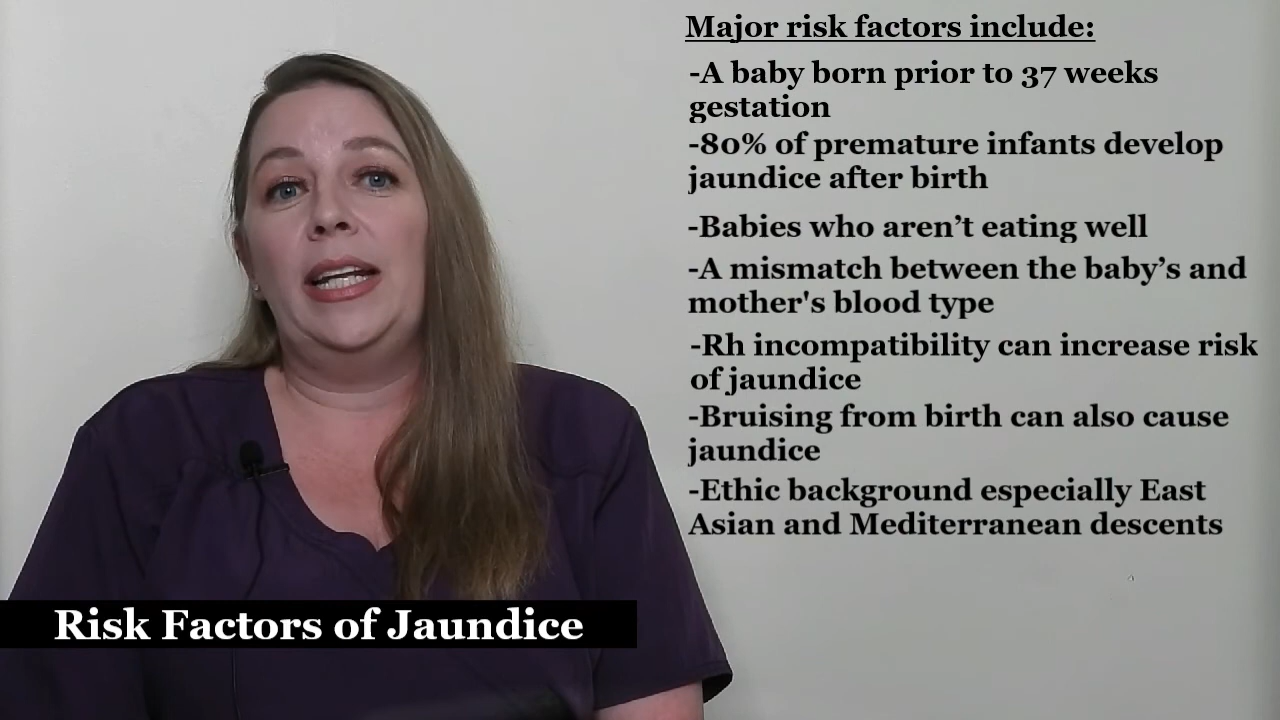 Major risk factors include:
-A baby born prior to 37 weeks
gestation
-80% of premature infants develop
jaundice after birth
-Babies who aren’t eating well
-A mismatch between the baby’s and
mother's blood type
-Rh incompatibility can increase risk
of jaundice
-Bruising from birth can also cause
jaundice
-Ethic background especially East
Asian and Mediterranean descents
Risk Factors of Jaundice